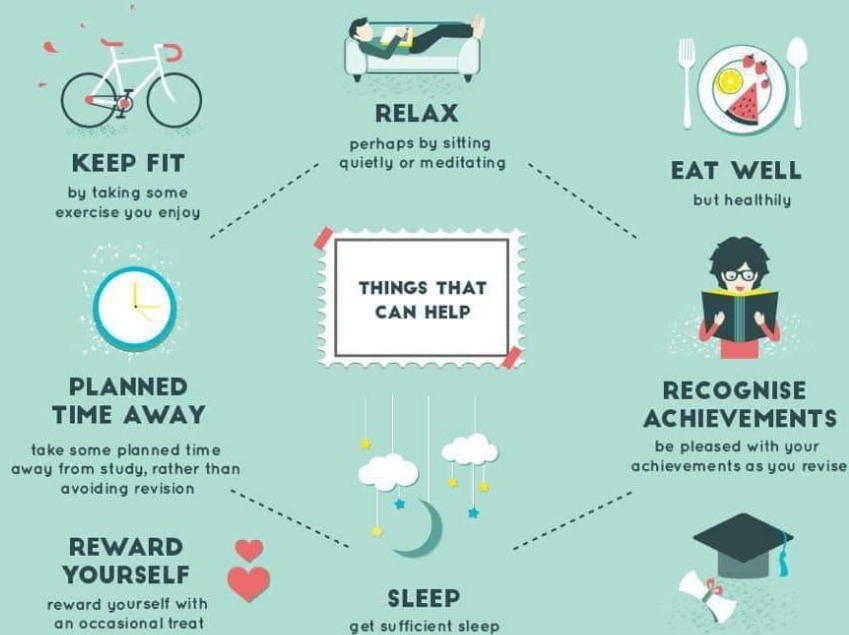 KEEP FIT
by taking some
exercise you enjoy
RELAX
perhaps by sitting
quietly or meditating
EAT WELL
but healthily
THINGS THAT
CAN HELP
PLANNED
TIME AWAY
take some planned time
away from study, rather than
avoiding revision
RECOGNISE
ACHIEVEMENTS
be pleased with your
achievements as you revise
REWARD
YOURSELF
reward yourself with
an occasional treat
SLEEP
get sufficient sleep